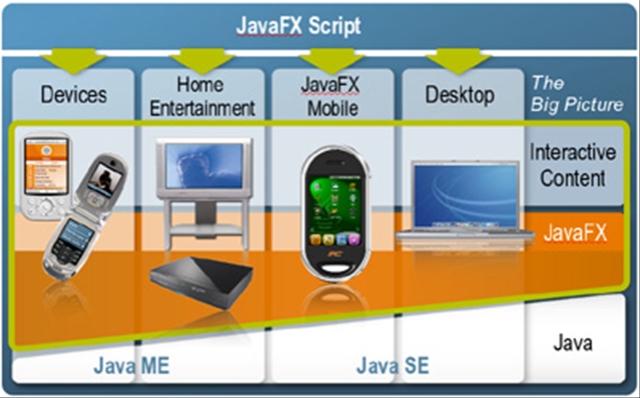 JavaFX Script
Devices
Home
Entertainment
JavaFX
Mobile
Desktop
The
Big Picture
Interactive
Content
JavaFX
Java
Java ME
Java SE